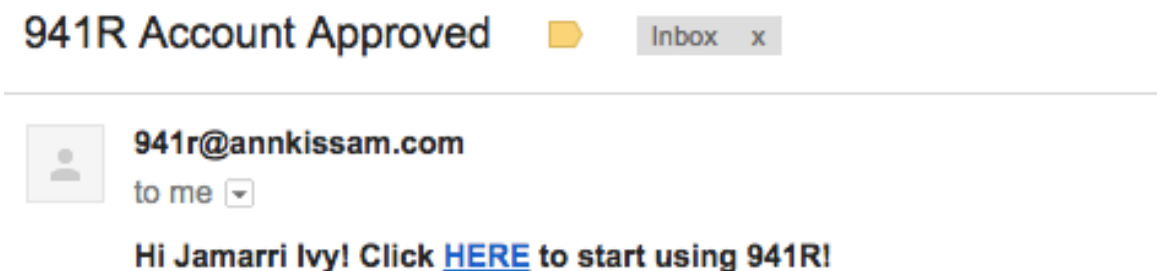 941R Account Approved Inbox x
941r@annkissam.com
to me
Hi Jamarri Ivy! Click HERE to start using 941R!